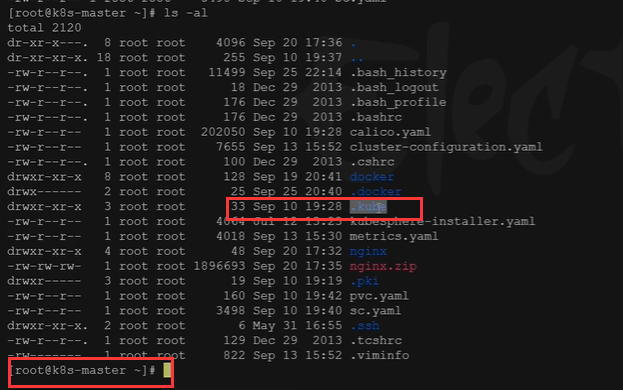 [root@k8s-master ~]# ls -al
total 2120
dr-xr-x---. 8 root root 4096 Sep 20 17:36 .
dr-xr-xr-x. 18 root root 255 Sep 10 19:37 ..
-rw-r--r--. 1 root root 11499 Sep 25 22:14 .bash_history
-rw-r--r--. 1 root root 18 Dec 29 2013 .bash_logout
-rw-r--r--. 1 root root 176 Dec 29 2013 .bash_profile
-rw-r--r--. 1 root root 176 Dec 29 2013 .bashrc
-rw-r--r-- 1 root root 202050 Sep 10 19:28 calico.yaml
-rw-r--r-- 1 root root 7655 Sep 13 15:52 cluster-configuration.yaml
-rw-r--r--. 1 root root 100 Dec 29 2013 .cshrc
drwxr-xr-x 8 root root 128 Sep 19 20:41 docker
drwx------ 2 root root 25 Sep 25 20:40 .docker
drwxr-xr-x 3 root root 33 Sep 10 19:28 .kube
-rw-r--r-- 1 root root 4064 Jul 12 13:23 kubesphere-installer.yaml
-rw-r--r-- 1 root root 4018 Sep 13 15:30 metrics.yaml
drwxr-xr-x 4 root root 48 Sep 20 17:32 nginx
-rw-rw-rw- 1 root root 1896693 Sep 20 17:35 nginx.zip
drwxr----- 3 root root 19 Sep 10 19:19 .pki
-rw-r--r-- 1 root root 160 Sep 10 19:42 pvc.yaml
-rw-r--r-- 1 root root 3498 Sep 10 19:40 sc.yaml
drwxr-xr-x. 2 root root 6 May 31 16:55 .ssh
-rw-r--r--. 1 root root 129 Dec 29 2013 .tcshrc
-rw------- 1 root root 822 Sep 13 15:52 .viminfo
[root@k8s-master ~]#